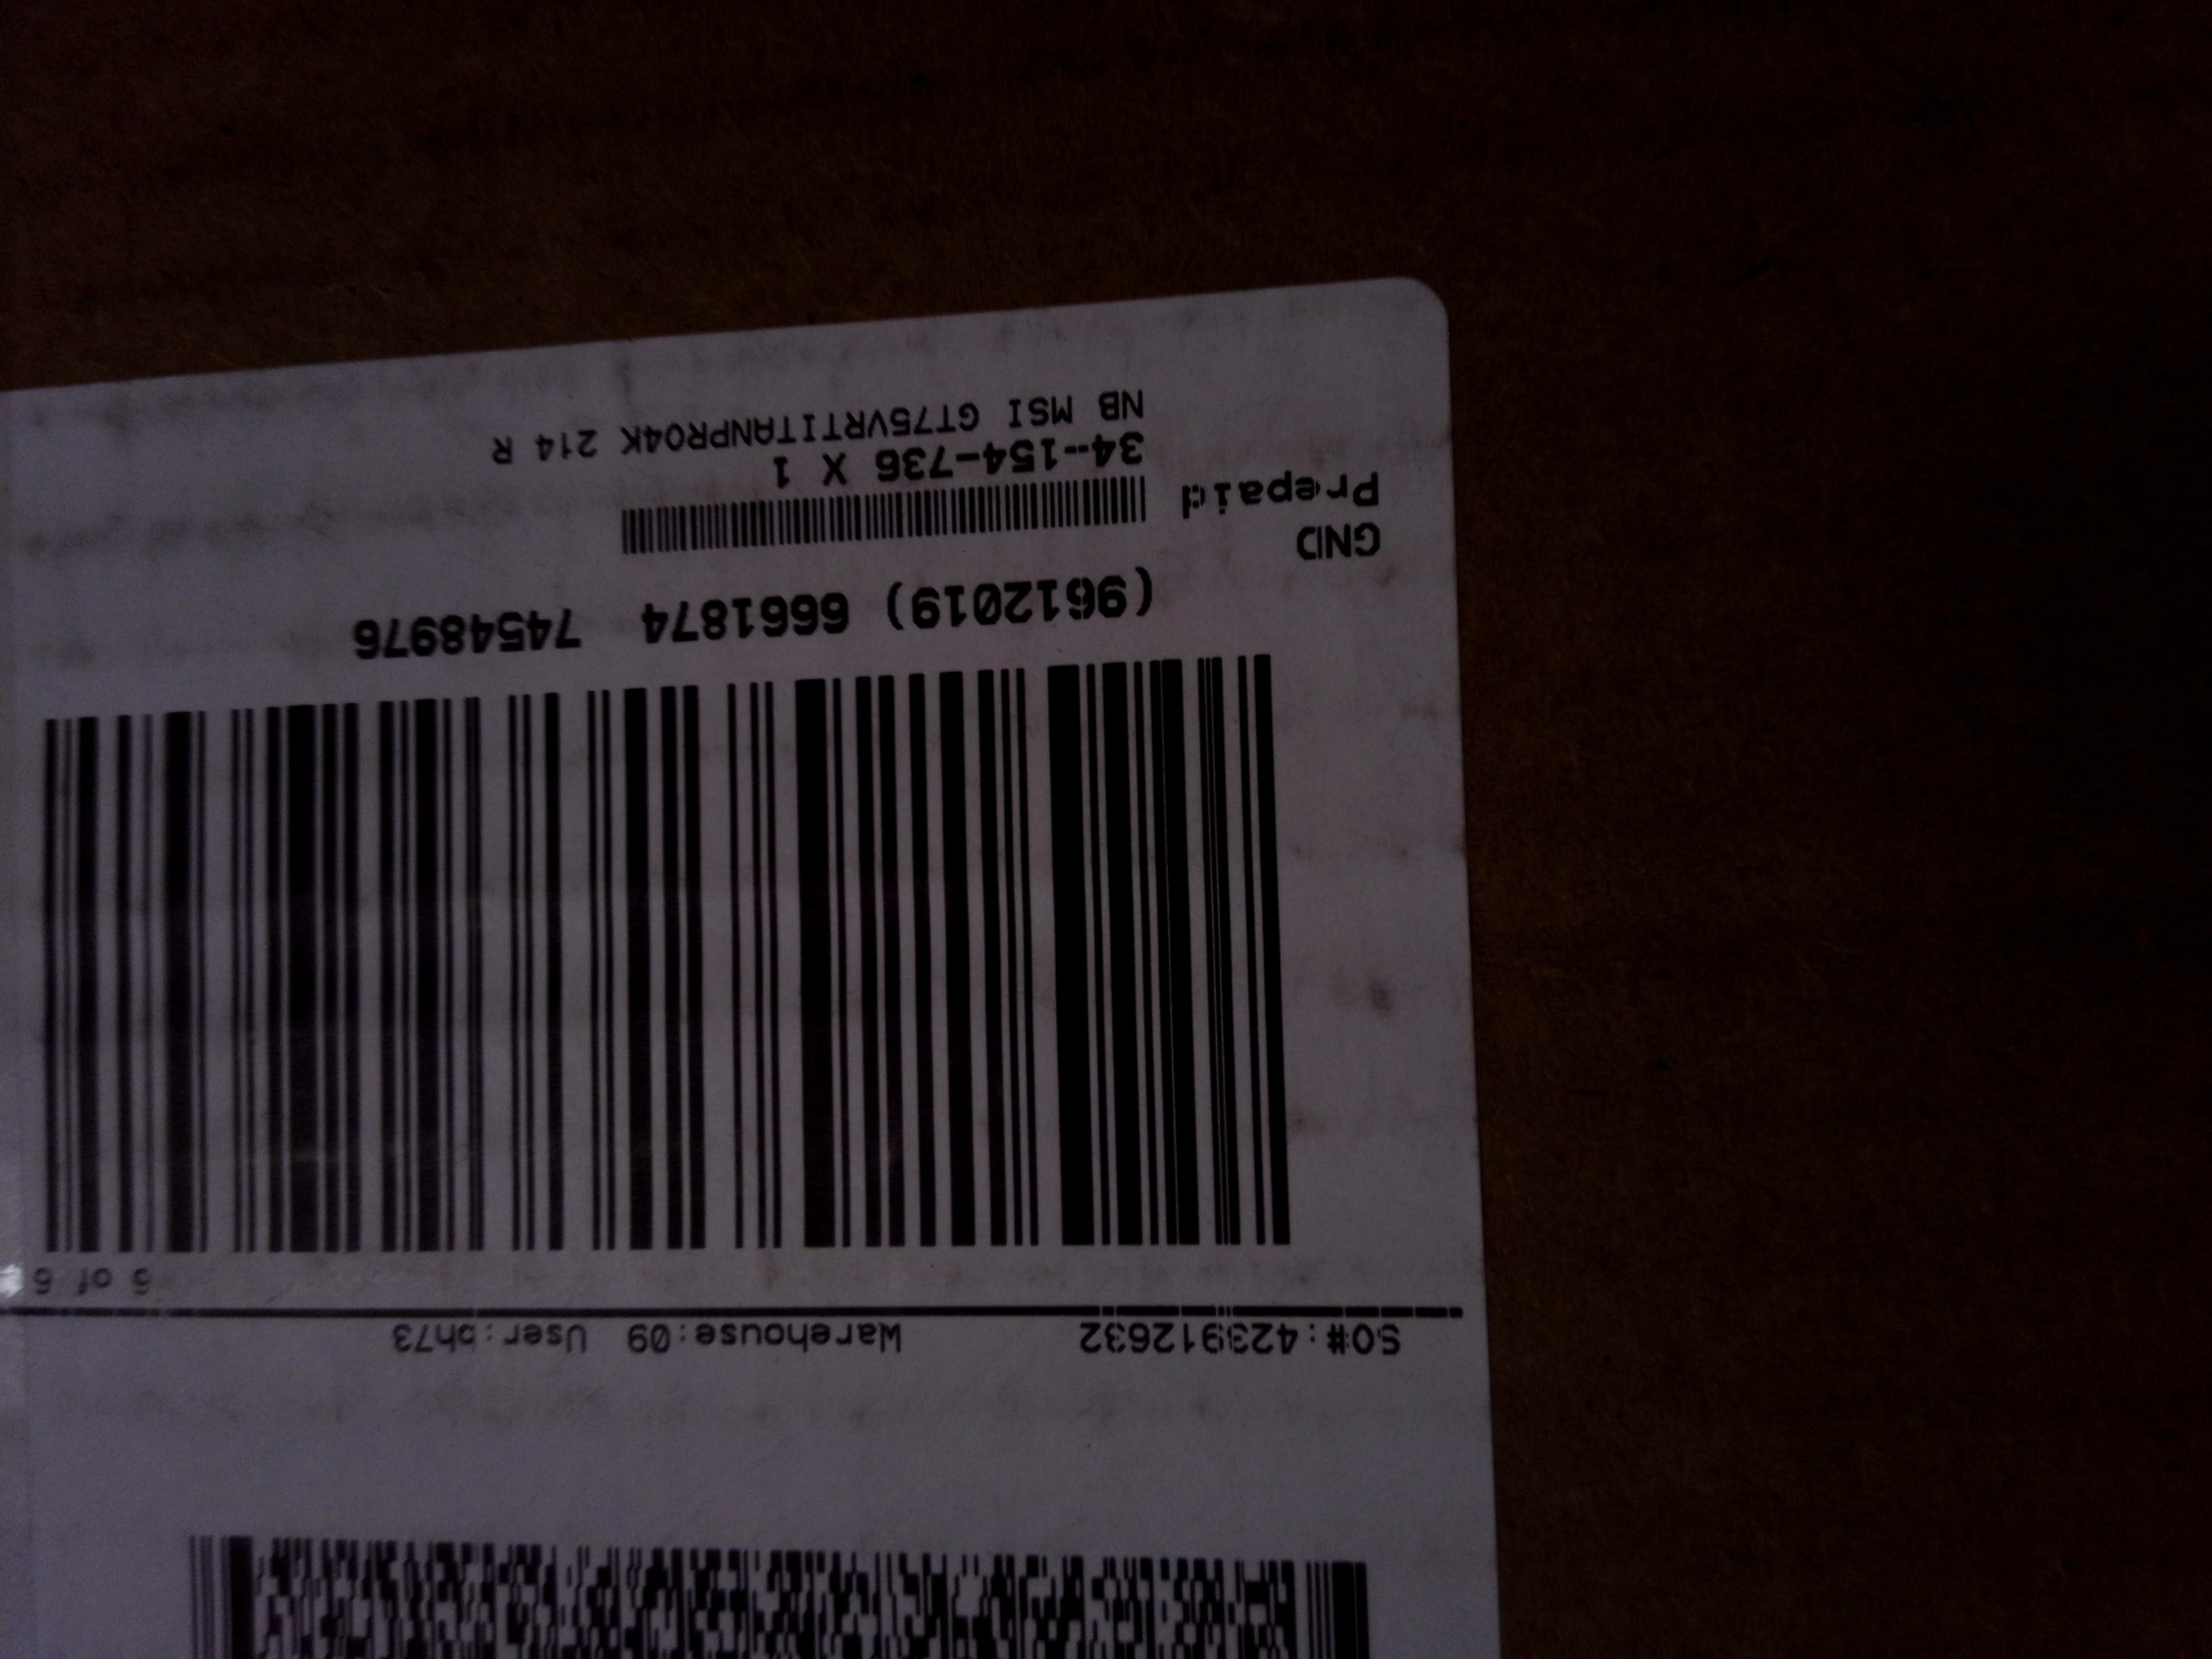 SO#:423912632 Warehouse:09 User:bh73
6 of 6
(9612019) 6661874 74548976
GND
Prepaid
34-154-736 X 1
NB MSI GT75VRTITANPRO4K 214 R